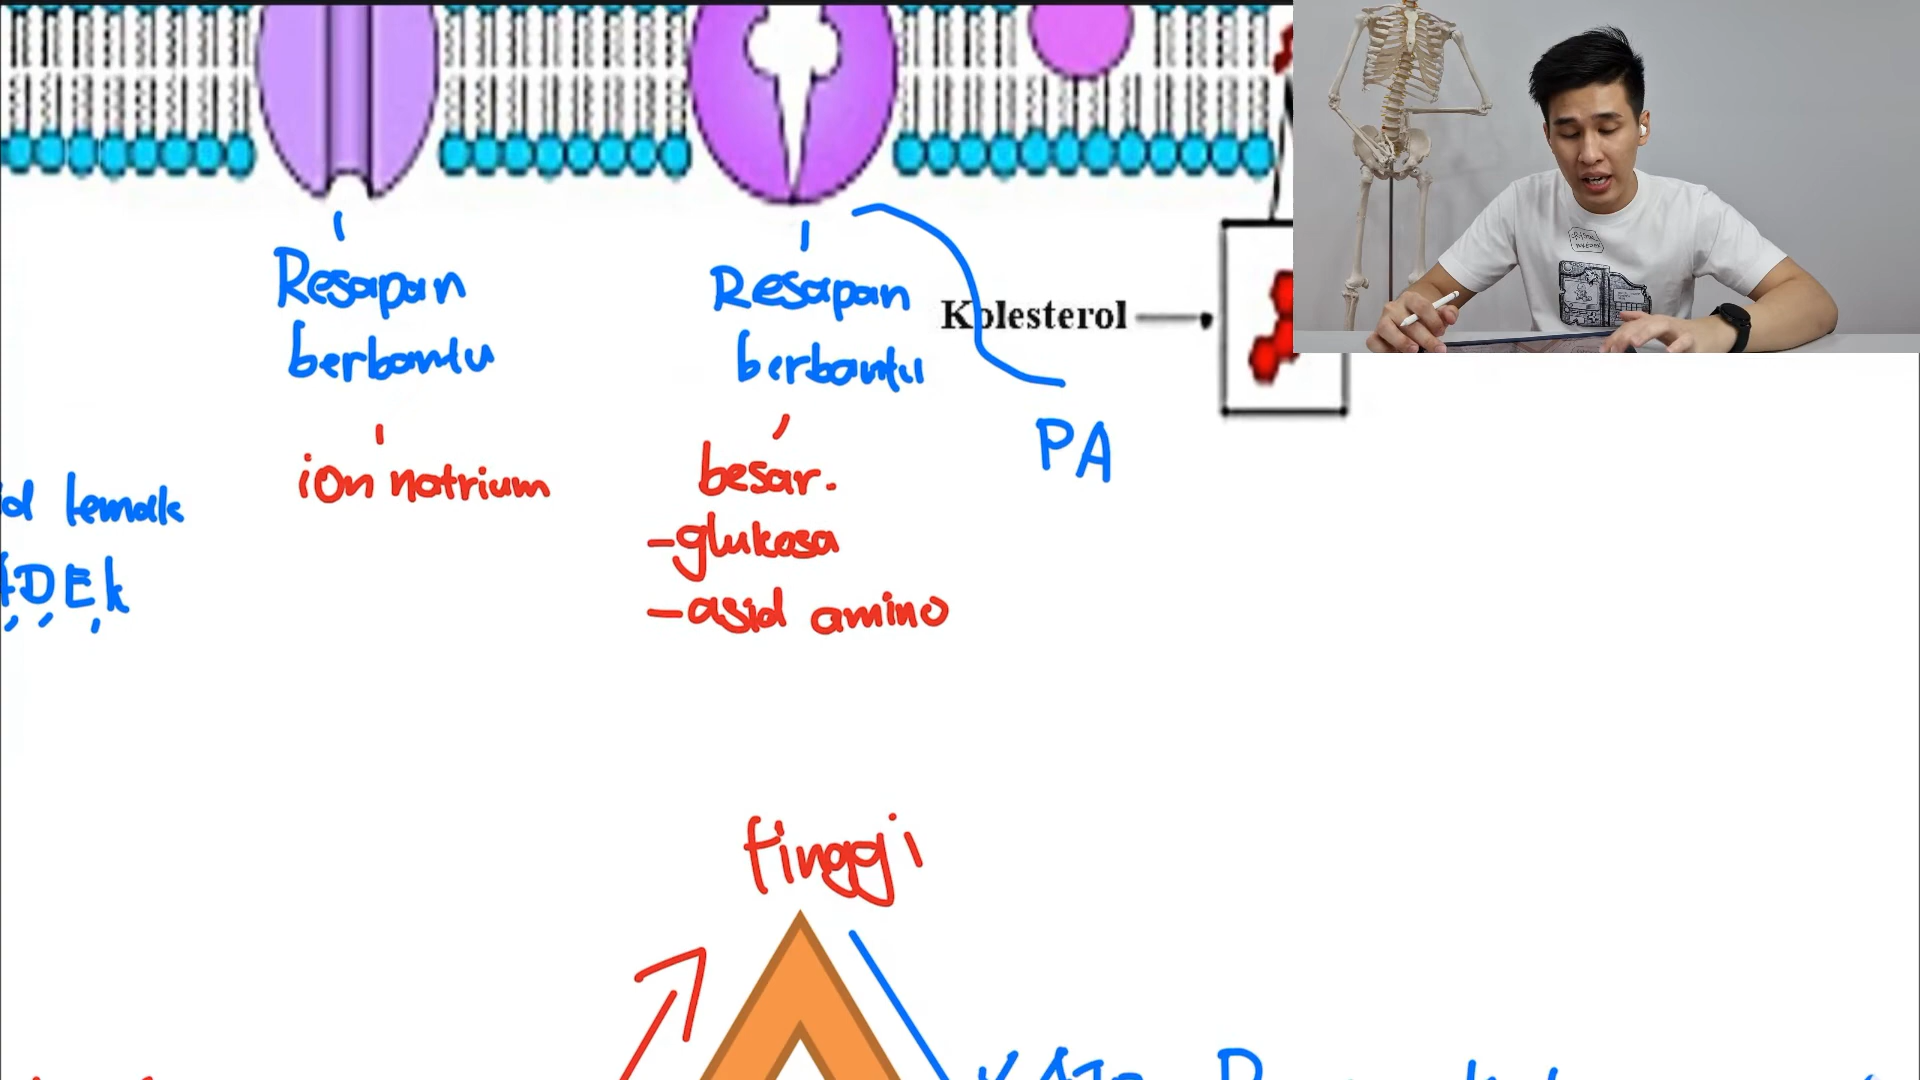 Resapan
berbantu
ion natrium
Resapan
berbantu
besar.
-glukosa
-asid amino
Kolesterol
PA
lemak
ADEk
tinggi